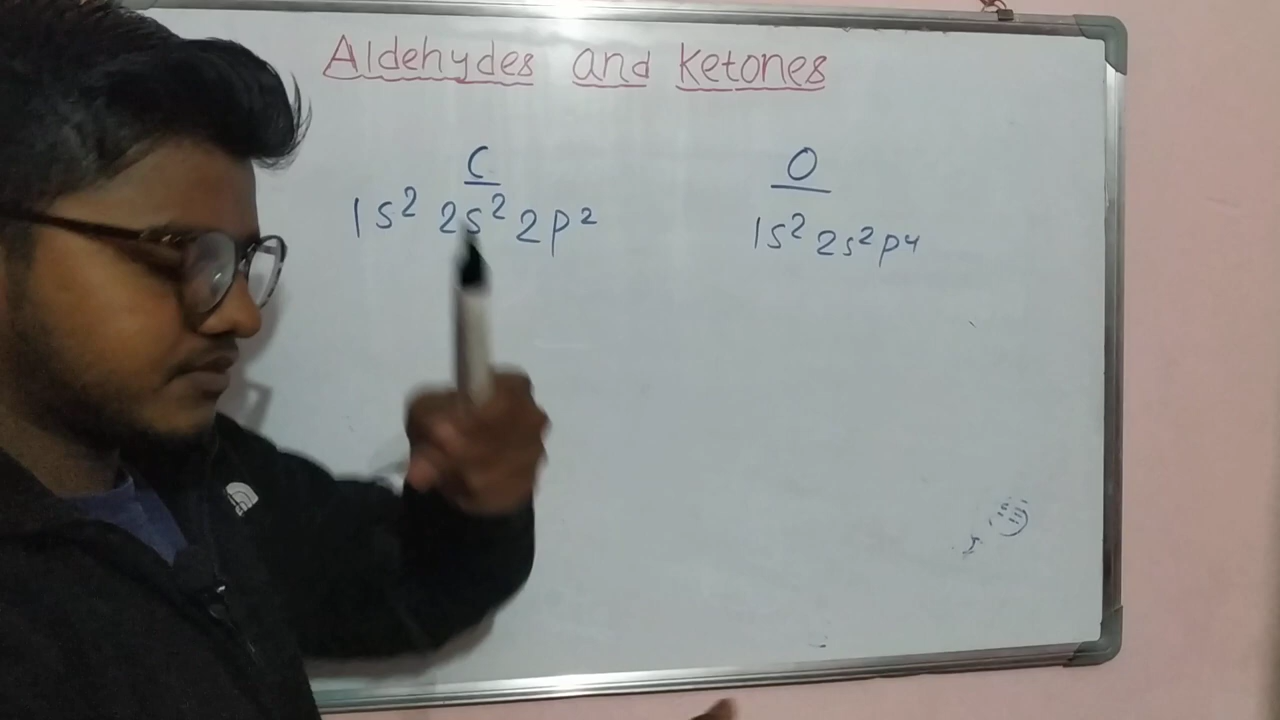 Aldehydes and Ketones
C O
1s² 2s² 2p² 1s² 2s² p⁴